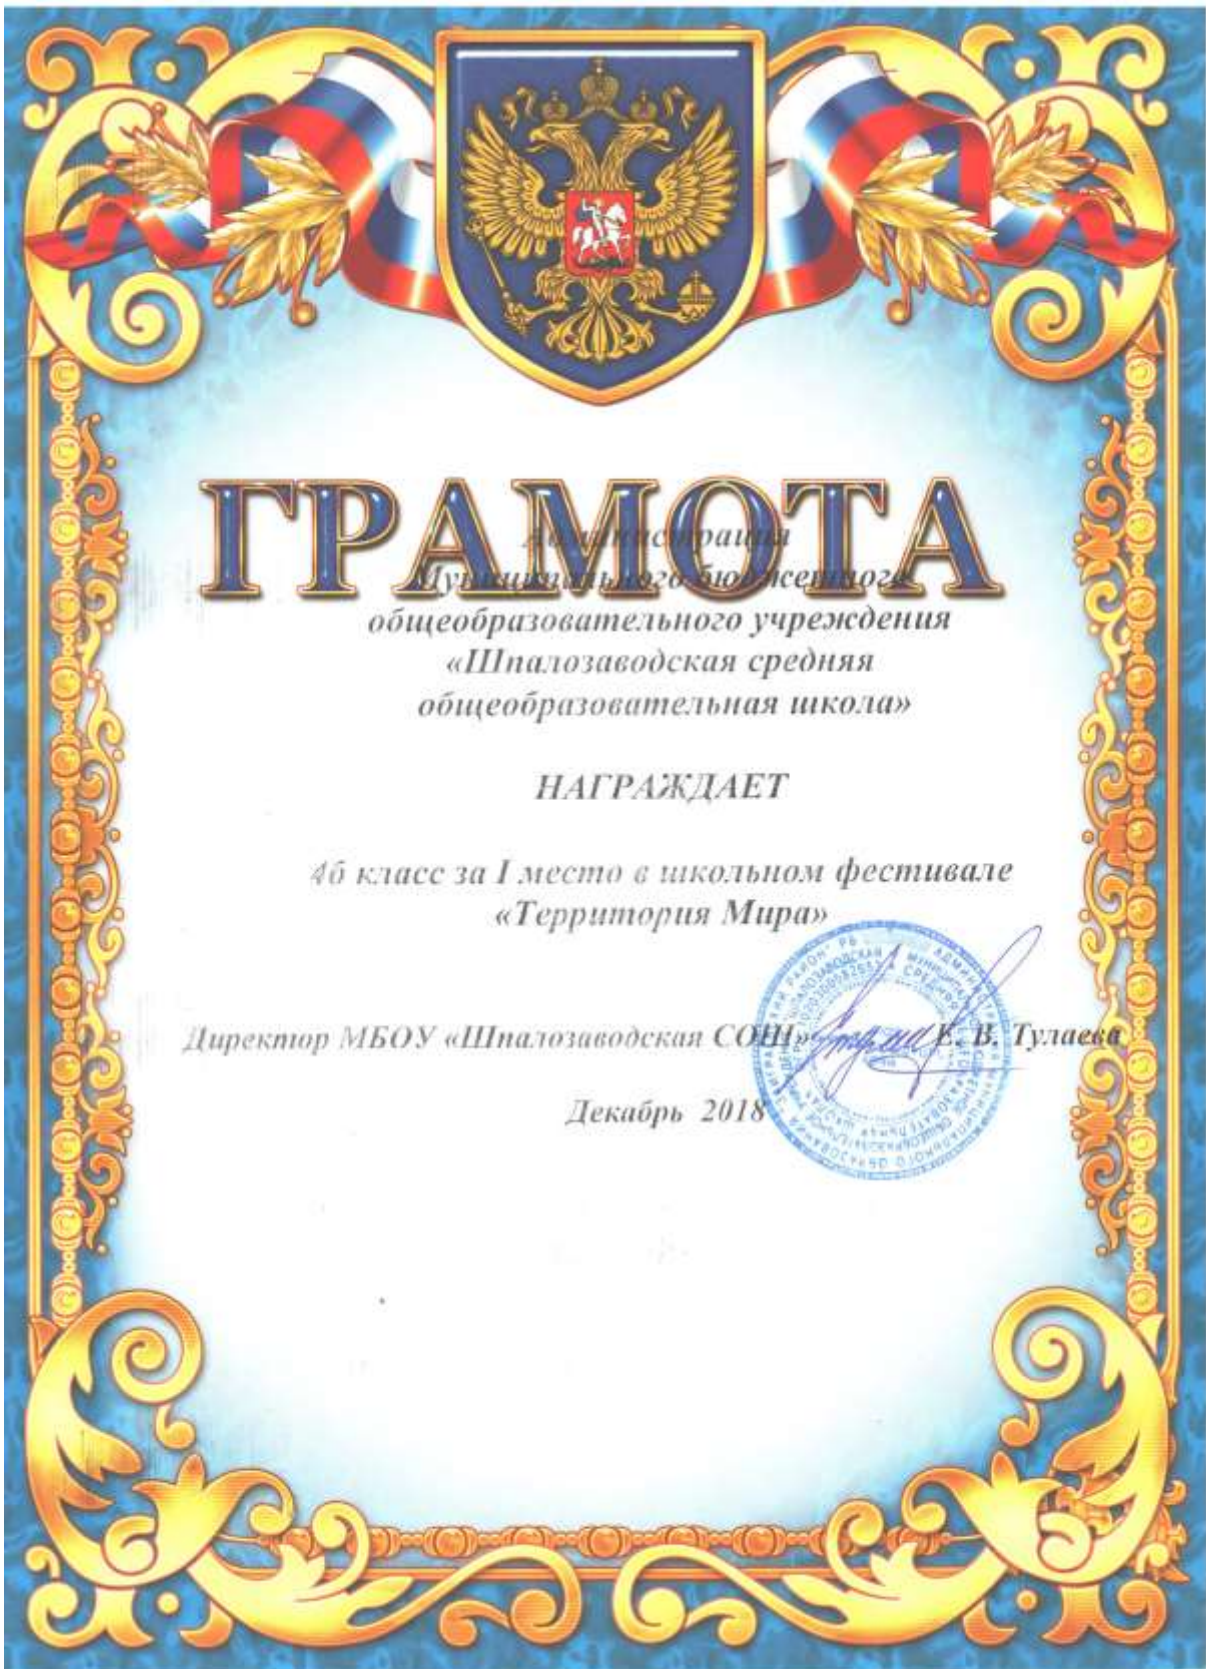 ГРАМОТА
Администрация
Муниципального бюджетного
общеобразовательного учреждения
«Шпалозаводская средняя
общеобразовательная школа»
НАГРАЖДАЕТ
4б класс за I место в школьном фестивале
«Территория Мира»
Директор МБОУ «Шпалозаводская СОШ» Е. В. Тулаева
Декабрь 2018